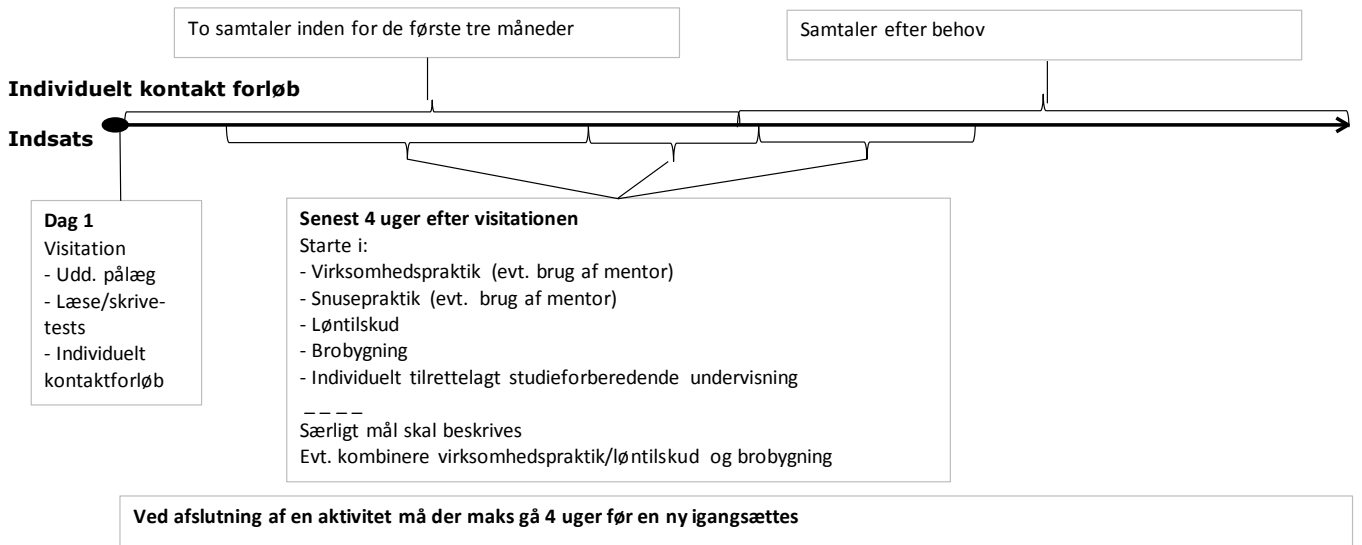 To samtaler inden for de første tre måneder
Samtaler efter behov
Individuelt kontakt forløb
Indsats
Dag 1
Visitation
- Udd. pålæg
- Læse/skrive-
tests
- Individuelt
kontaktforløb
Senest 4 uger efter visitationen
Starte i:
- Virksomhedspraktik (evt. brug af mentor)
- Snusepraktik (evt. brug af mentor)
- Løntilskud
- Brobygning
- Individuelt tilrettelagt studieforberedende undervisning
_ _ _ _
Særligt mål skal beskrives
Evt. kombinere virksomhedspraktik/løntilskud og brobygning
Ved afslutning af en aktivitet må der maks gå 4 uger før en ny igangsættes